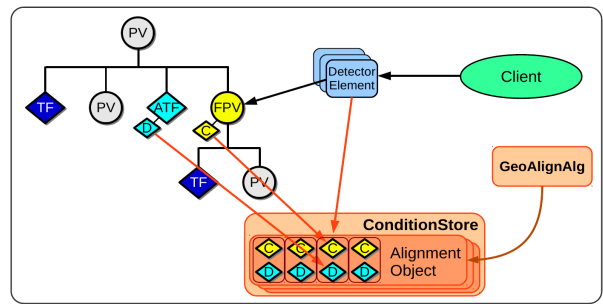 PV
TF
PV
ATF
FPV
D
C
TF
PV
Detector
Element
Client
GeoAlignAlg
ConditionStore
C
C
C
C
D
D
D
D
Alignment
Object